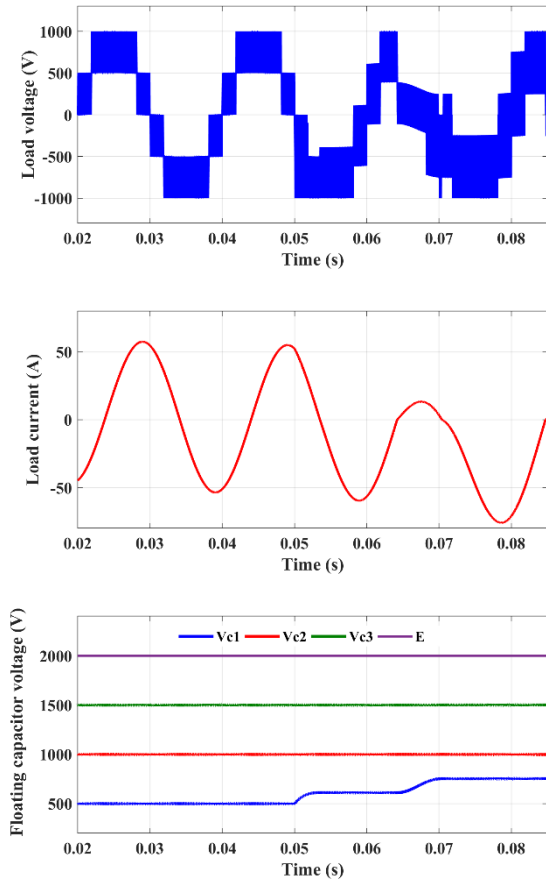 Load voltage (V)
1000
500
0
-500
-1000
0.02 0.03 0.04 0.05 0.06 0.07 0.08
Time (s)
Load current (A)
50
0
-50
0.02 0.03 0.04 0.05 0.06 0.07 0.08
Time (s)
Floating capacitor voltage (V)
Vc1 Vc2 Vc3 E
2000
1500
1000
500
0.02 0.03 0.04 0.05 0.06 0.07 0.08
Time (s)